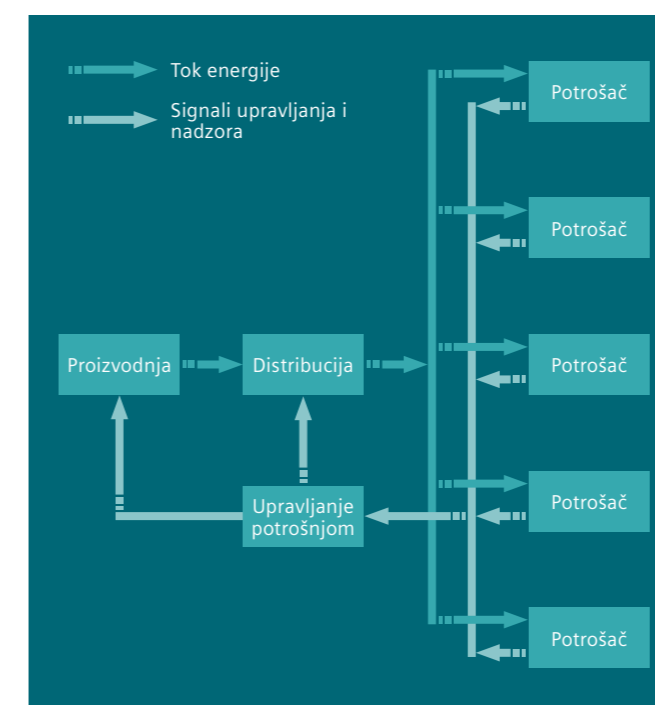 Tok energije
Signali upravljanja i
nadzora
Potrošač
Potrošač
Proizvodnja
Distribucija
Potrošač
Upravljanje
potrošnjom
Potrošač
Potrošač